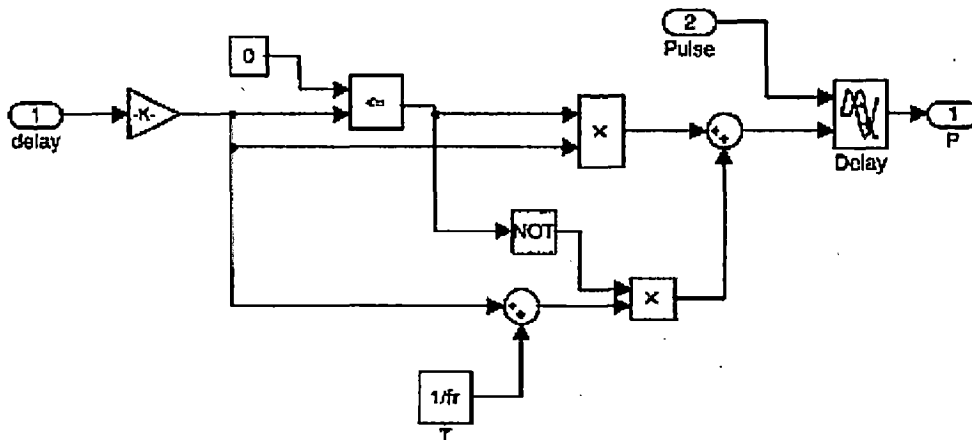 2
Pulse
0
<=
1
delay
-K-
×
++
Delay
1
P
NOT
++
×
1/fr
T